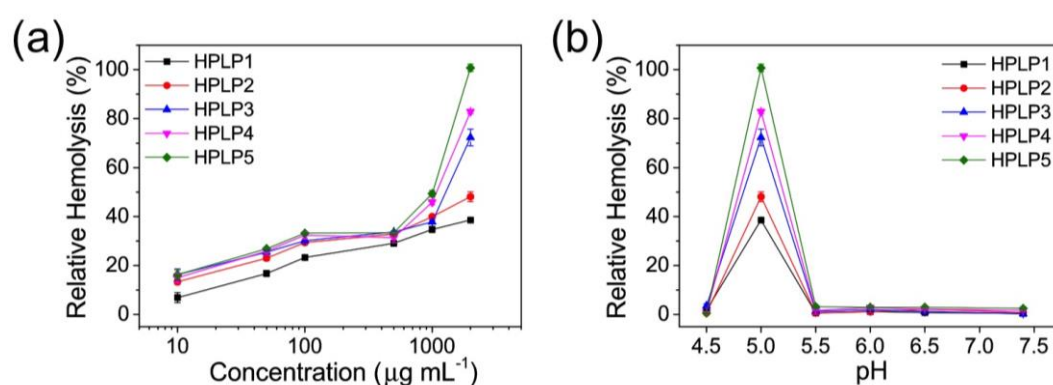 (a)
Relative Hemolysis (%)
100
80
60
40
20
0
HPLP1
HPLP2
HPLP3
HPLP4
HPLP5
10
100
1000
Concentration (μg mL⁻¹)
(b)
Relative Hemolysis (%)
100
80
60
40
20
0
HPLP1
HPLP2
HPLP3
HPLP4
HPLP5
4.5 5.0 5.5 6.0 6.5 7.0 7.5
pH